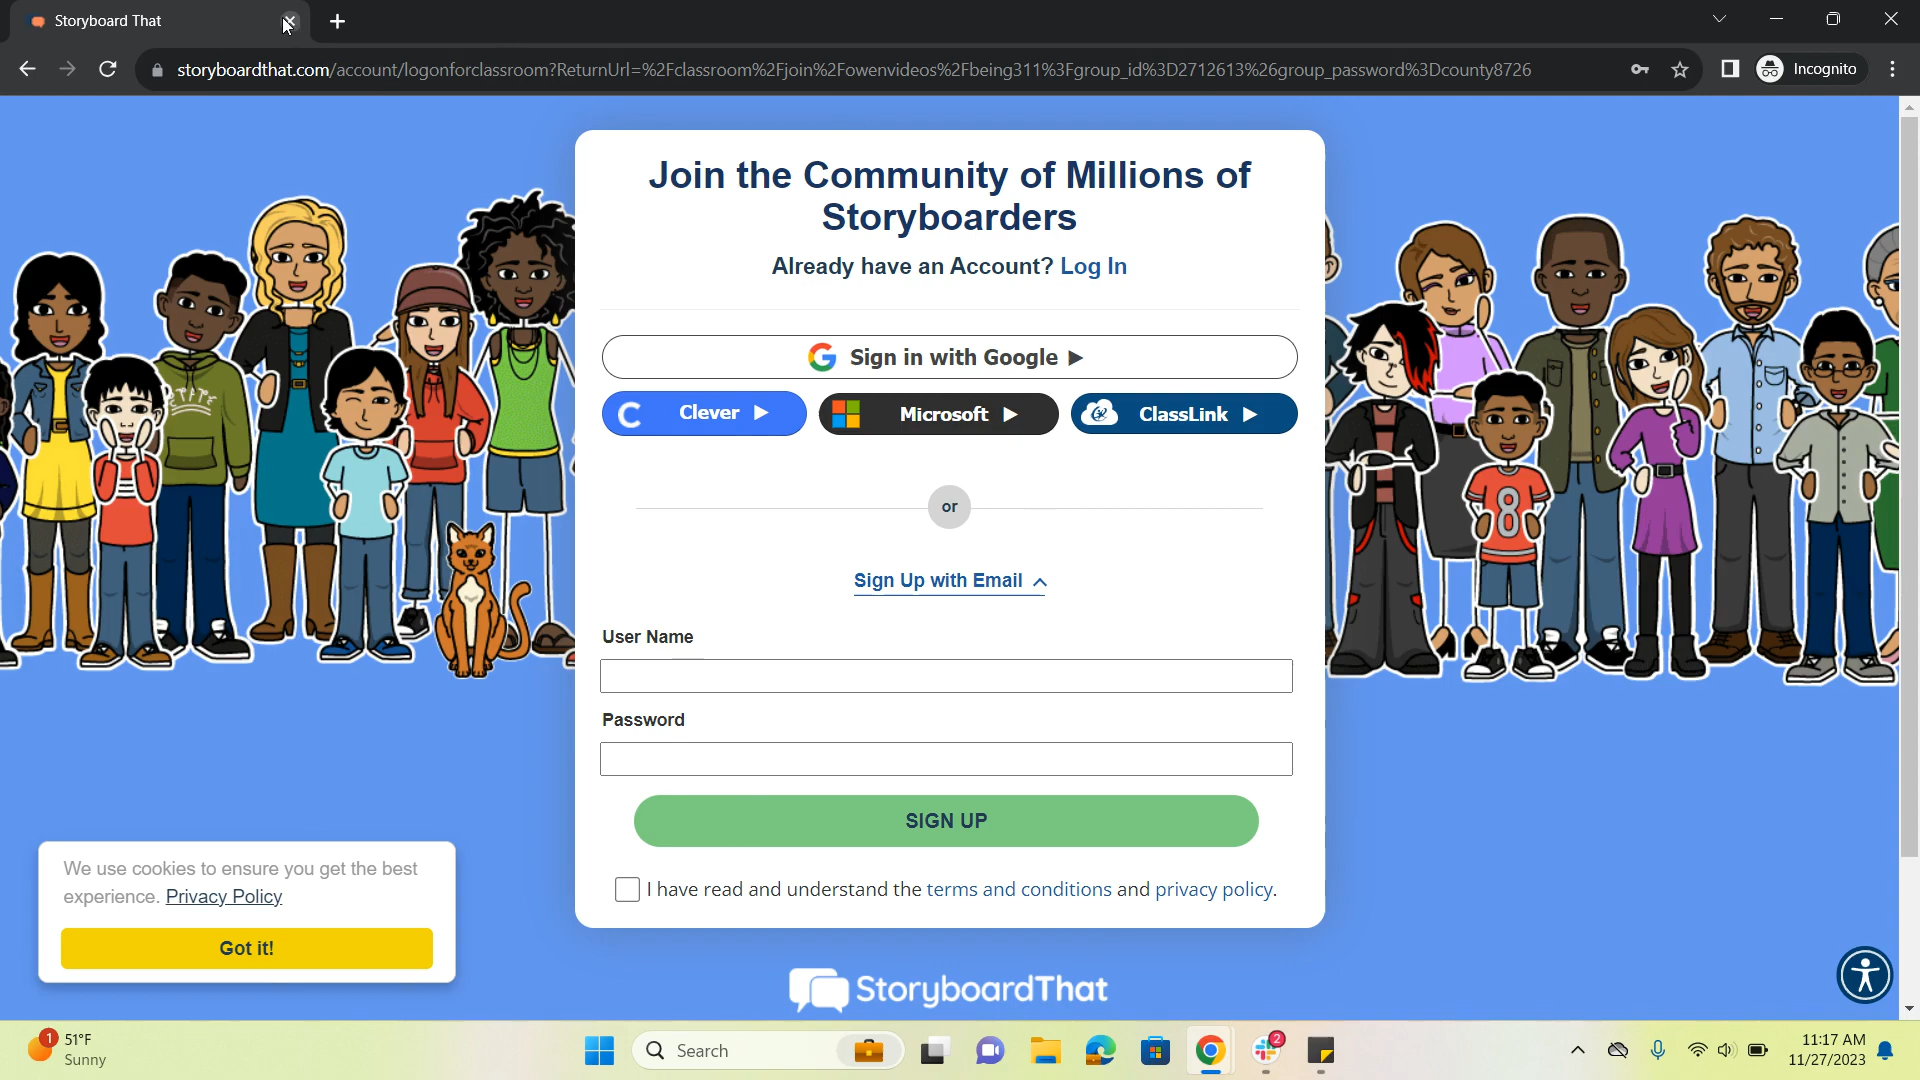 Storyboard That
storyboardthat.com/account/logonforclassroom?ReturnUrl=%2Fclassroom%2Fjoin%2Fowenvideos%2Fbeing311%3Fgroup_id%3D2712613%26group_password%3Dcounty8726
Incognito
Join the Community of Millions of
Storyboarders
Already have an Account? Log In
Sign in with Google ▶
Clever ▶
Microsoft ▶
ClassLink ▶
or
Sign Up with Email
User Name
Password
SIGN UP
I have read and understand the terms and conditions and privacy policy.
We use cookies to ensure you get the best
experience. Privacy Policy
Got it!
8
StoryboardThat
1
51°F
Sunny
Search
2
11:17 AM
11/27/2023